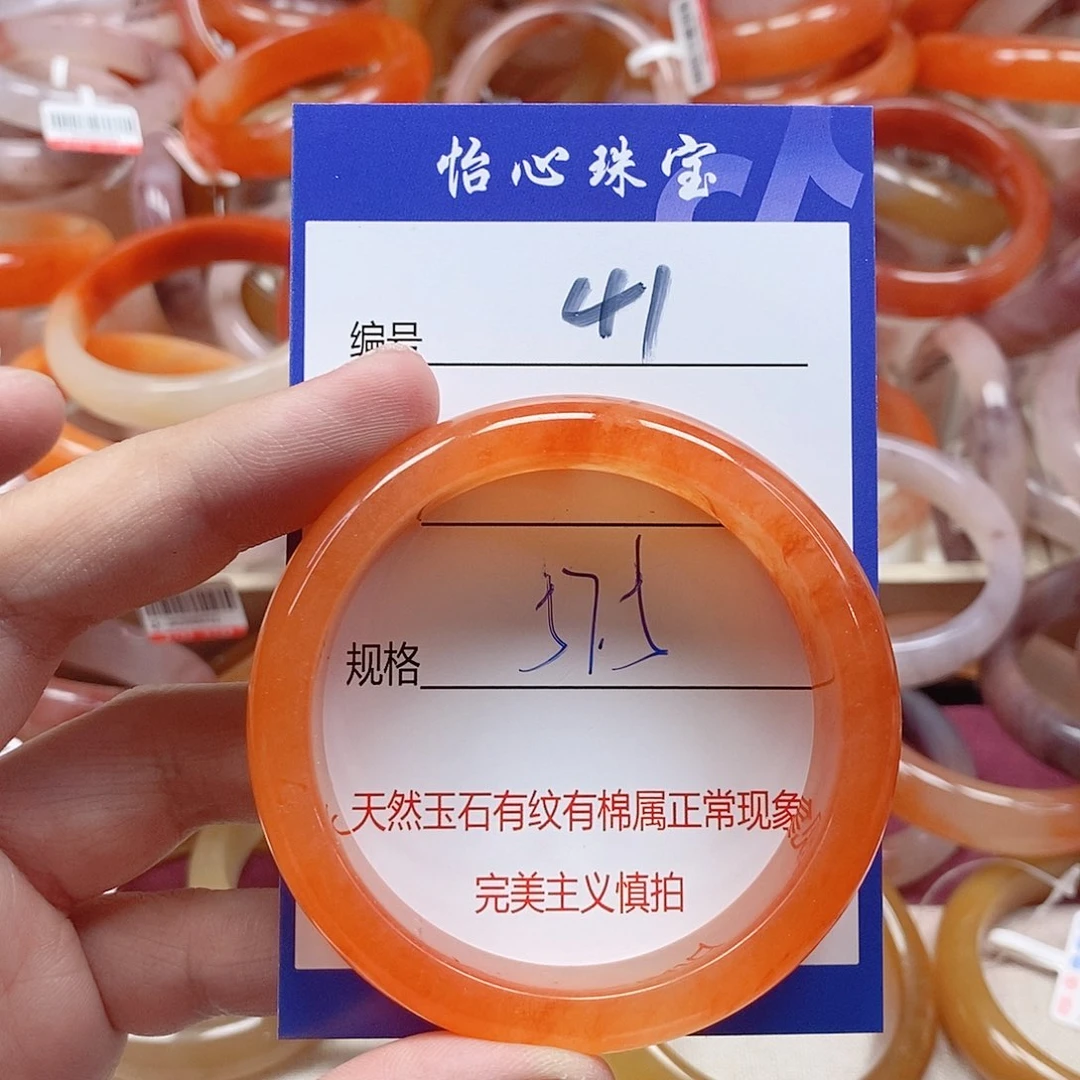 怡心珠宝
编号 41
规格 57.5
天然玉石有纹有棉属正常现象
完美主义慎拍